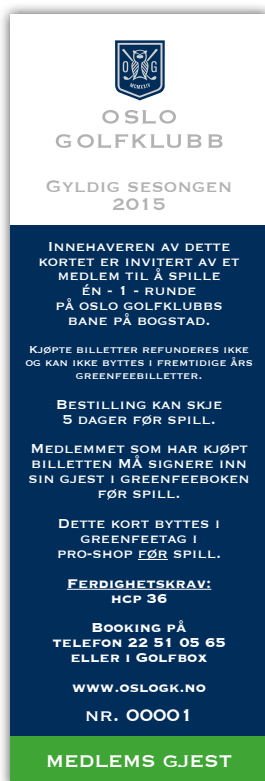 O G
MCMXXIV
OSLO
GOLFKLUBB
GYLDIG SESONGEN
2015
INNEHAVEREN AV DETTE
KORTET ER INVITERT AV ET
MEDLEM TIL Å SPILLE
ÉN - 1 - RUNDE
PÅ OSLO GOLFKLUBBS
BANE PÅ BOGSTAD.
KJØPTE BILLETTER REFUNDERES IKKE
OG KAN IKKE BYTTES I FREMTIDIGE ÅRS
GREENFEEBILLETTER.
BESTILLING KAN SKJE
5 DAGER FØR SPILL.
MEDLEMMET SOM HAR KJØPT
BILLETTEN MÅ SIGNERE INN
SIN GJEST I GREENFEEBOKEN
FØR SPILL.
DETTE KORT BYTTES I
GREENFEETAG I
PRO-SHOP FØR SPILL.
FERDIGHETSKRAV:
HCP 36
BOOKING PÅ
TELEFON 22 51 05 65
ELLER I GOLFBOX
WWW.OSLOGK.NO
NR. 00001
MEDLEMS GJEST